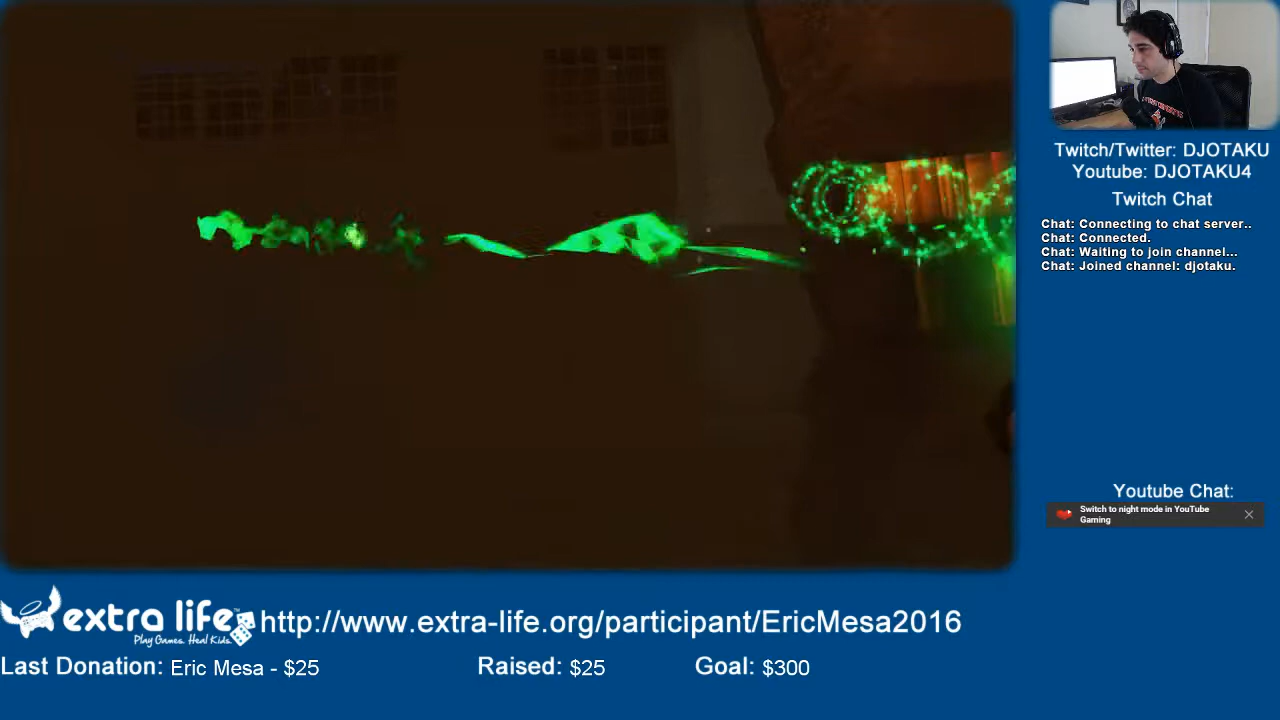 Twitch/Twitter: DJOTAKU
Youtube: DJOTAKU4
Twitch Chat
Chat: Connecting to chat server..
Chat: Connected.
Chat: Waiting to join channel...
Chat: Joined channel: djotaku.
Youtube Chat:
Switch to night mode in YouTube
Gaming
extra life
Play Games. Heal Kids.
http://www.extra-life.org/participant/EricMesa2016
Last Donation: Eric Mesa - $25
Raised: $25
Goal: $300